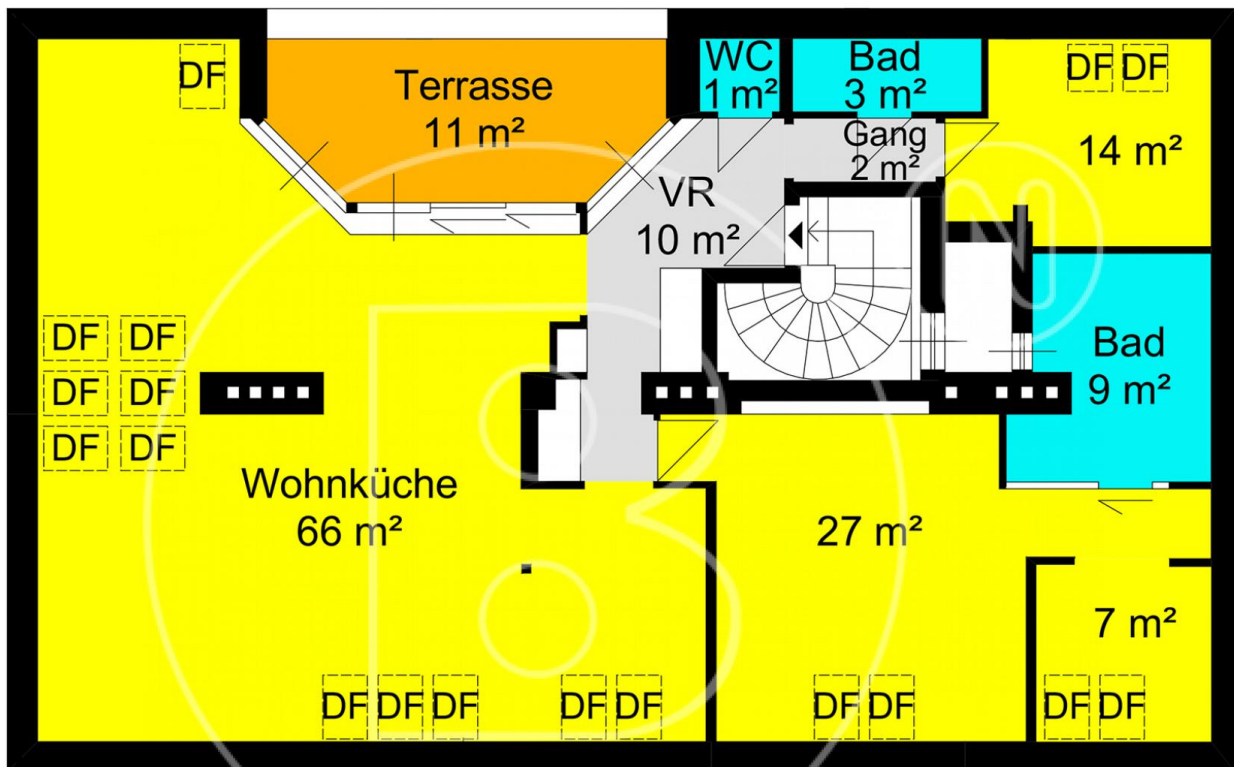 DF
Terrasse
11 m²
WC
1 m²
Bad
3 m²
DF DF
Gang
2 m²
14 m²
VR
10 m²
DF DF
DF DF
DF DF
Bad
9 m²
Wohnküche
66 m²
27 m²
7 m²
DF DF DF
DF DF
DF DF
DF DF
B
N